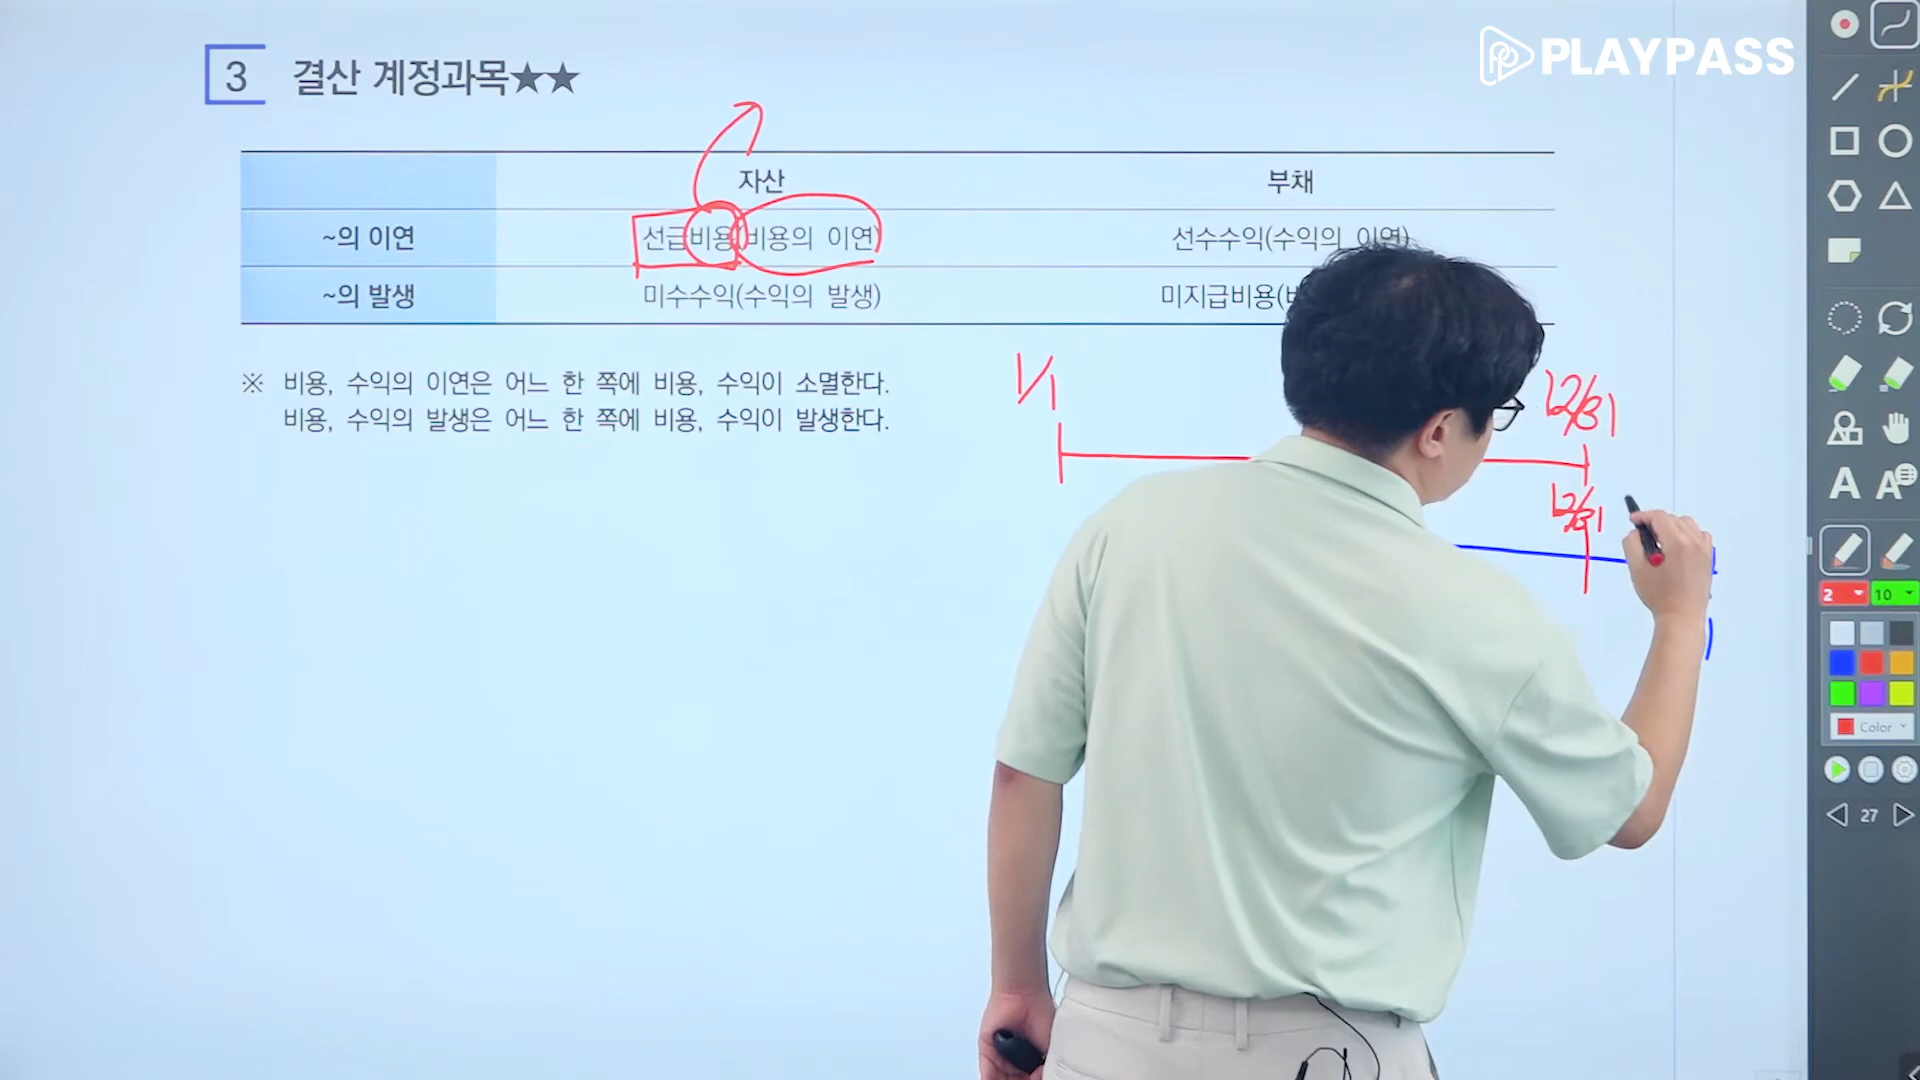 PLAYPASS
3 결산 계정과목★★
자산 부채
~의 이연 선급비용(비용의 이연) 선수수익(수익의 이연)
~의 발생 미수수익(수익의 발생) 미지급비용(
※ 비용, 수익의 이연은 어느 한 쪽에 비용, 수익이 소멸한다.
비용, 수익의 발생은 어느 한 쪽에 비용, 수익이 발생한다.
1/1 12/31
12/31
2 10
Color
27